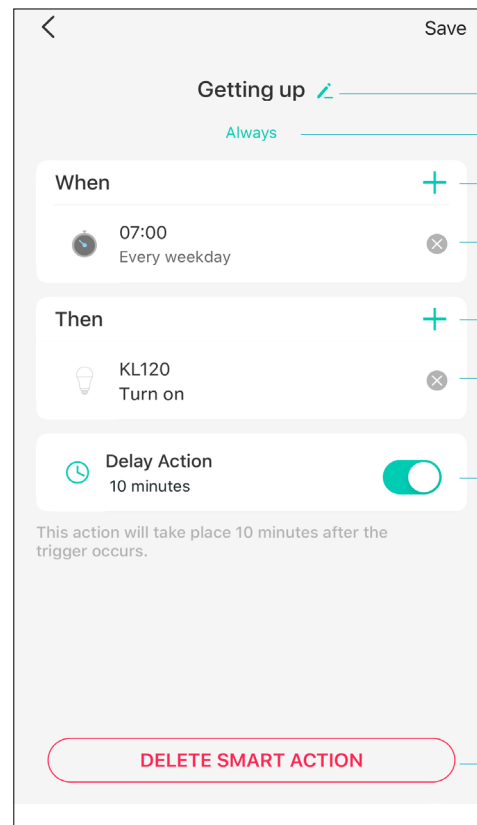 Save
Getting up
Always
When
07:00
Every weekday
Then
KL120
Turn on
Delay Action
10 minutes
This action will take place 10 minutes after the
trigger occurs.
DELETE SMART ACTION